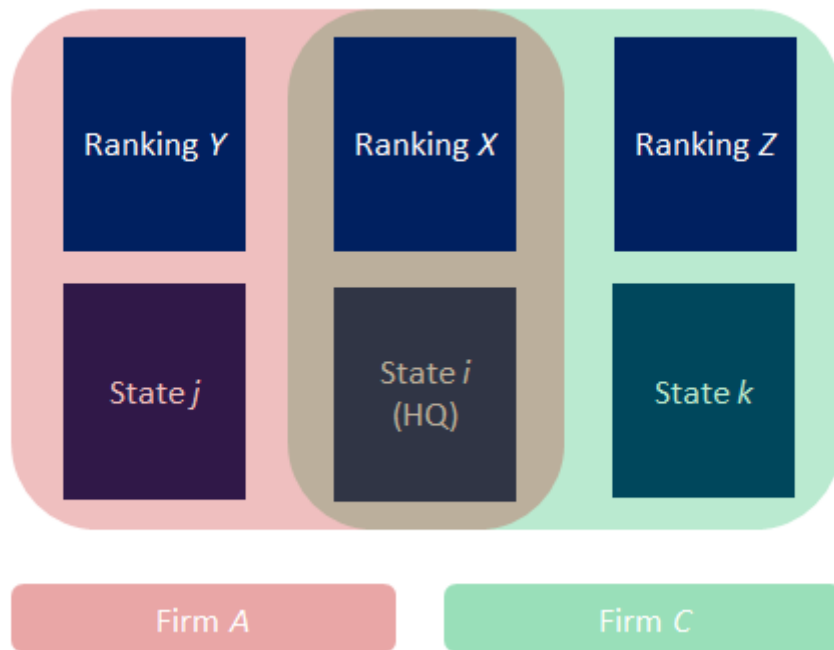 Ranking Y
Ranking X
Ranking Z
State j
State i
(HQ)
State k
Firm A
Firm C